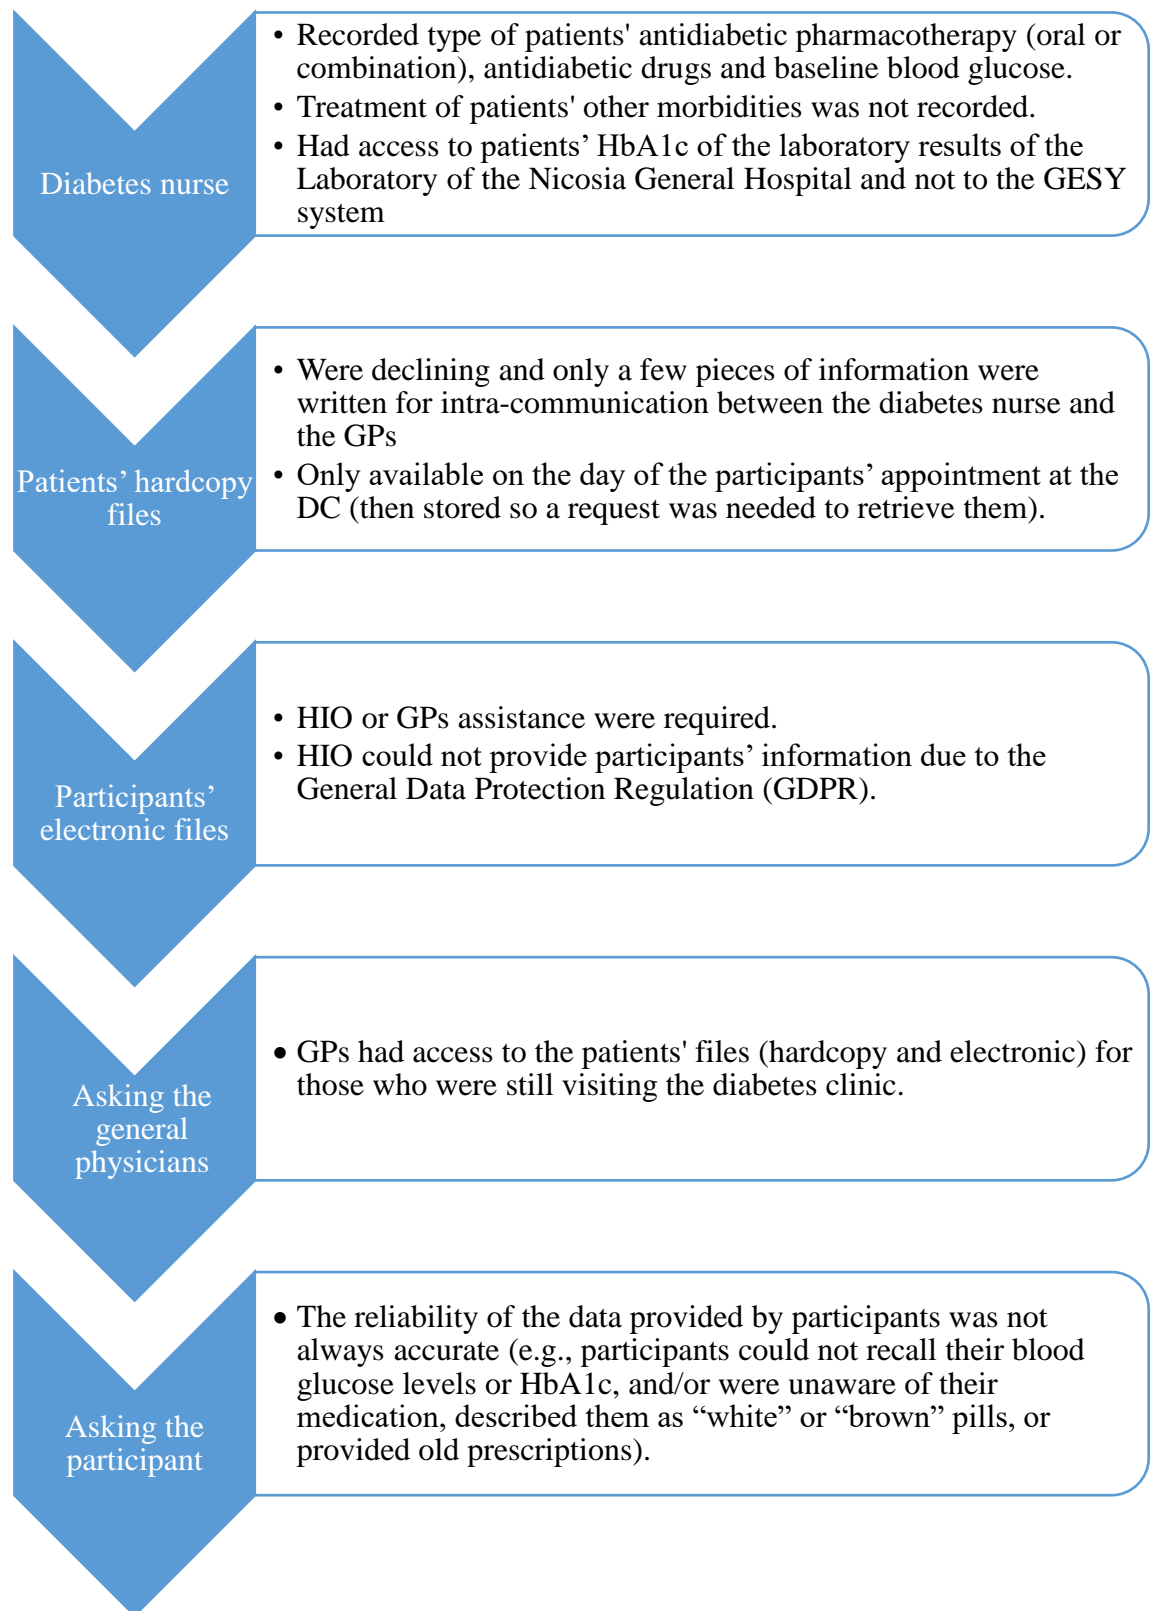 Diabetes nurse
• Recorded type of patients' antidiabetic pharmacotherapy (oral or
combination), antidiabetic drugs and baseline blood glucose.
• Treatment of patients' other morbidities was not recorded.
• Had access to patients’ HbA1c of the laboratory results of the
Laboratory of the Nicosia General Hospital and not to the GESY
system
Patients’ hardcopy
files
• Were declining and only a few pieces of information were
written for intra-communication between the diabetes nurse and
the GPs
• Only available on the day of the participants’ appointment at the
DC (then stored so a request was needed to retrieve them).
Participants’
electronic files
• HIO or GPs assistance were required.
• HIO could not provide participants’ information due to the
General Data Protection Regulation (GDPR).
Asking the
general
physicians
• GPs had access to the patients' files (hardcopy and electronic) for
those who were still visiting the diabetes clinic.
Asking the
participant
• The reliability of the data provided by participants was not
always accurate (e.g., participants could not recall their blood
glucose levels or HbA1c, and/or were unaware of their
medication, described them as “white” or “brown” pills, or
provided old prescriptions).